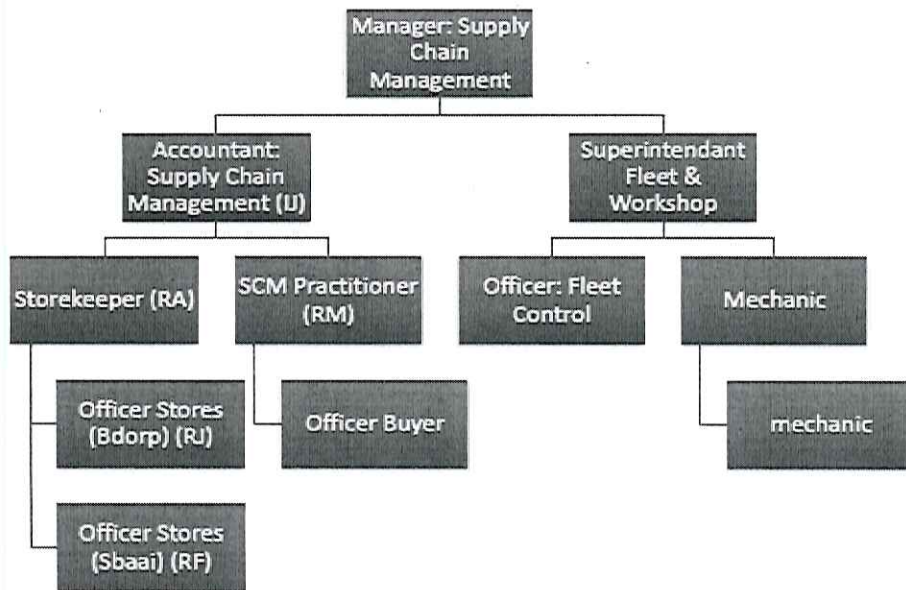 Manager: Supply
Chain
Management
Accountant:
Supply Chain
Management (IJ)
Superintendant
Fleet &
Workshop
Storekeeper (RA)
SCM Practitioner
(RM)
Officer: Fleet
Control
Mechanic
Officer Stores
(Bdorp) (RJ)
Officer Buyer
mechanic
Officer Stores
(Sbaai) (RF)